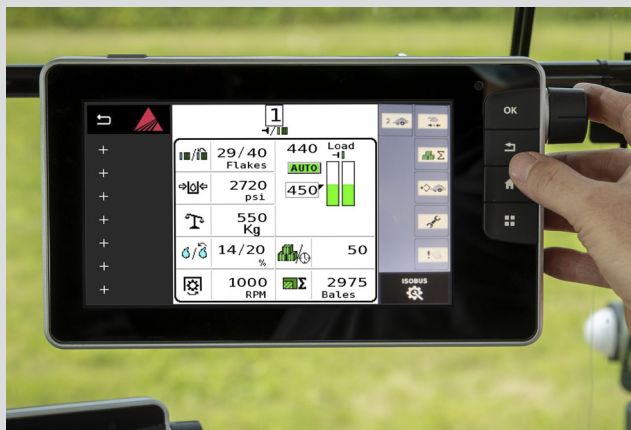 1
29/40
Flakes
440 Load
AUTO
450
2720
psi
550
Kg
14/20
%
50
1000
RPM
Σ 2975
Bales
2
Σ
!
ISOBUS
OK